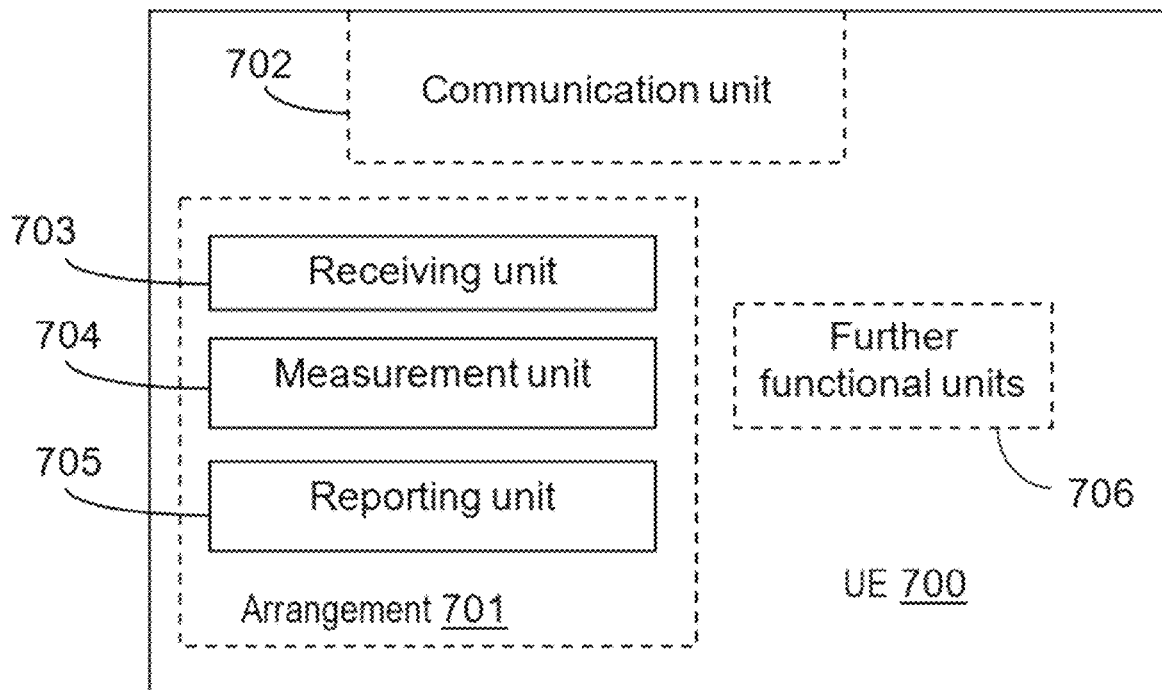 702
Communication unit
703
Receiving unit
704
Measurement unit
Further
functional units
705
Reporting unit
706
Arrangement 701
UE 700